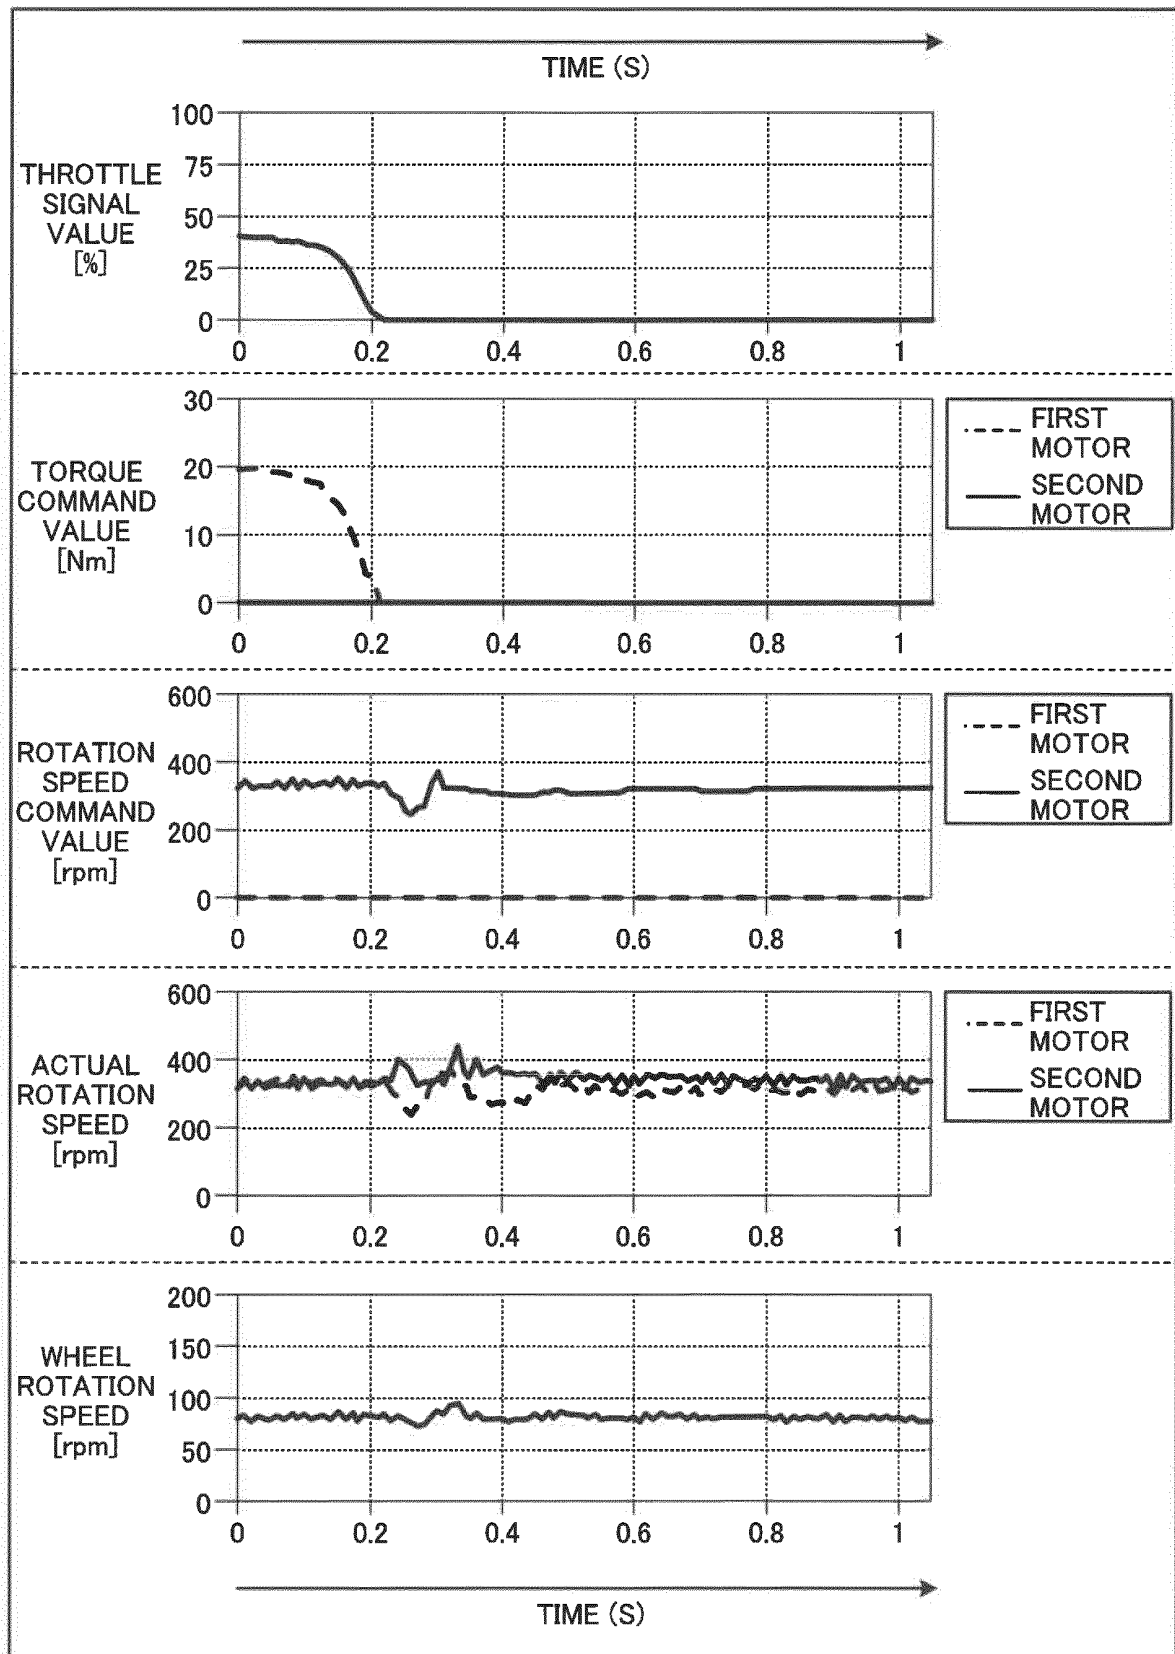 TIME (S)
THROTTLE
SIGNAL
VALUE
[%]
100
75
50
25
0
0 0.2 0.4 0.6 0.8 1
TORQUE
COMMAND
VALUE
[Nm]
30
20
10
0
0 0.2 0.4 0.6 0.8 1
FIRST
MOTOR
SECOND
MOTOR
ROTATION
SPEED
COMMAND
VALUE
[rpm]
600
400
200
0
0 0.2 0.4 0.6 0.8 1
FIRST
MOTOR
SECOND
MOTOR
ACTUAL
ROTATION
SPEED
[rpm]
600
400
200
0
0 0.2 0.4 0.6 0.8 1
FIRST
MOTOR
SECOND
MOTOR
WHEEL
ROTATION
SPEED
[rpm]
200
150
100
50
0
0 0.2 0.4 0.6 0.8 1
TIME (S)